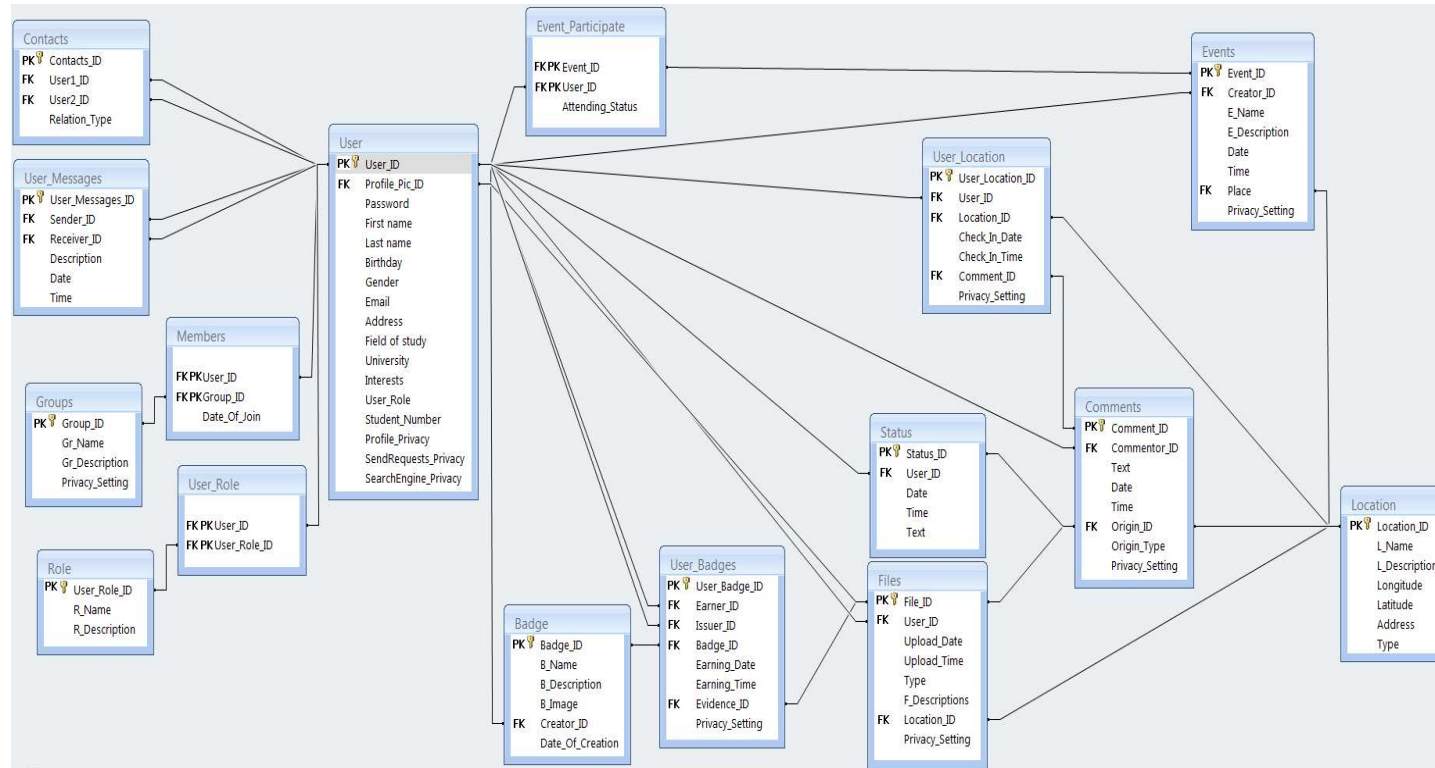 Contacts
PK Contacts_ID
FK User1_ID
FK User2_ID
Relation_Type
User_Messages
PK User_Messages_ID
FK Sender_ID
FK Receiver_ID
Description
Date
Time
Members
FK PK User_ID
FK PK Group_ID
Date_Of_Join
Groups
PK Group_ID
Gr_Name
Gr_Description
Privacy_Setting
User_Role
FK PK User_ID
FK PK User_Role_ID
Role
PK User_Role_ID
R_Name
R_Description
User
PK User_ID
FK Profile_Pic_ID
Password
First name
Last name
Birthday
Gender
Email
Address
Field of study
University
Interests
User_Role
Student_Number
Profile_Privacy
SendRequests_Privacy
SearchEngine_Privacy
Event_Participate
FK PK Event_ID
FK PK User_ID
Attending_Status
Badge
PK Badge_ID
B_Name
B_Description
B_Image
FK Creator_ID
Date_Of_Creation
User_Badges
PK User_Badge_ID
FK Earner_ID
FK Issuer_ID
FK Badge_ID
Earning_Date
Earning_Time
FK Evidence_ID
Privacy_Setting
User_Location
PK User_Location_ID
FK User_ID
FK Location_ID
Check_In_Date
Check_In_Time
FK Comment_ID
Privacy_Setting
Status
PK Status_ID
FK User_ID
Date
Time
Text
Files
PK File_ID
FK User_ID
Upload_Date
Upload_Time
Type
F_Descriptions
FK Location_ID
Privacy_Setting
Events
PK Event_ID
FK Creator_ID
E_Name
E_Description
Date
Time
FK Place
Privacy_Setting
Comments
PK Comment_ID
FK Commentor_ID
Text
Date
Time
FK Origin_ID
Origin_Type
Privacy_Setting
Location
PK Location_ID
L_Name
L_Description
Longitude
Latitude
Address
Type